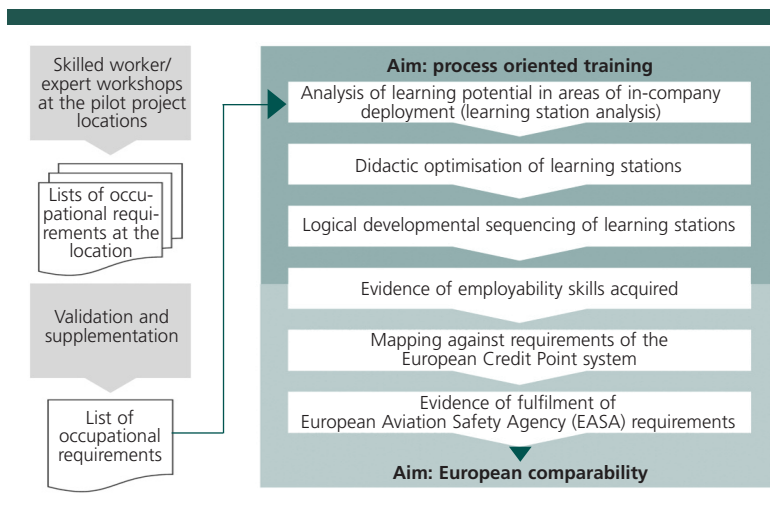 Skilled worker/
expert workshops
at the pilot project
locations
Lists of occu-
pational requi-
rements at the
location
Validation and
supplementation
List of
occupational
requirements
Aim: process oriented training
Analysis of learning potential in areas of in-company
deployment (learning station analysis)
Didactic optimisation of learning stations
Logical developmental sequencing of learning stations
Evidence of employability skills acquired
Mapping against requirements of the
European Credit Point system
Evidence of fulfilment of
European Aviation Safety Agency (EASA) requirements
Aim: European comparability